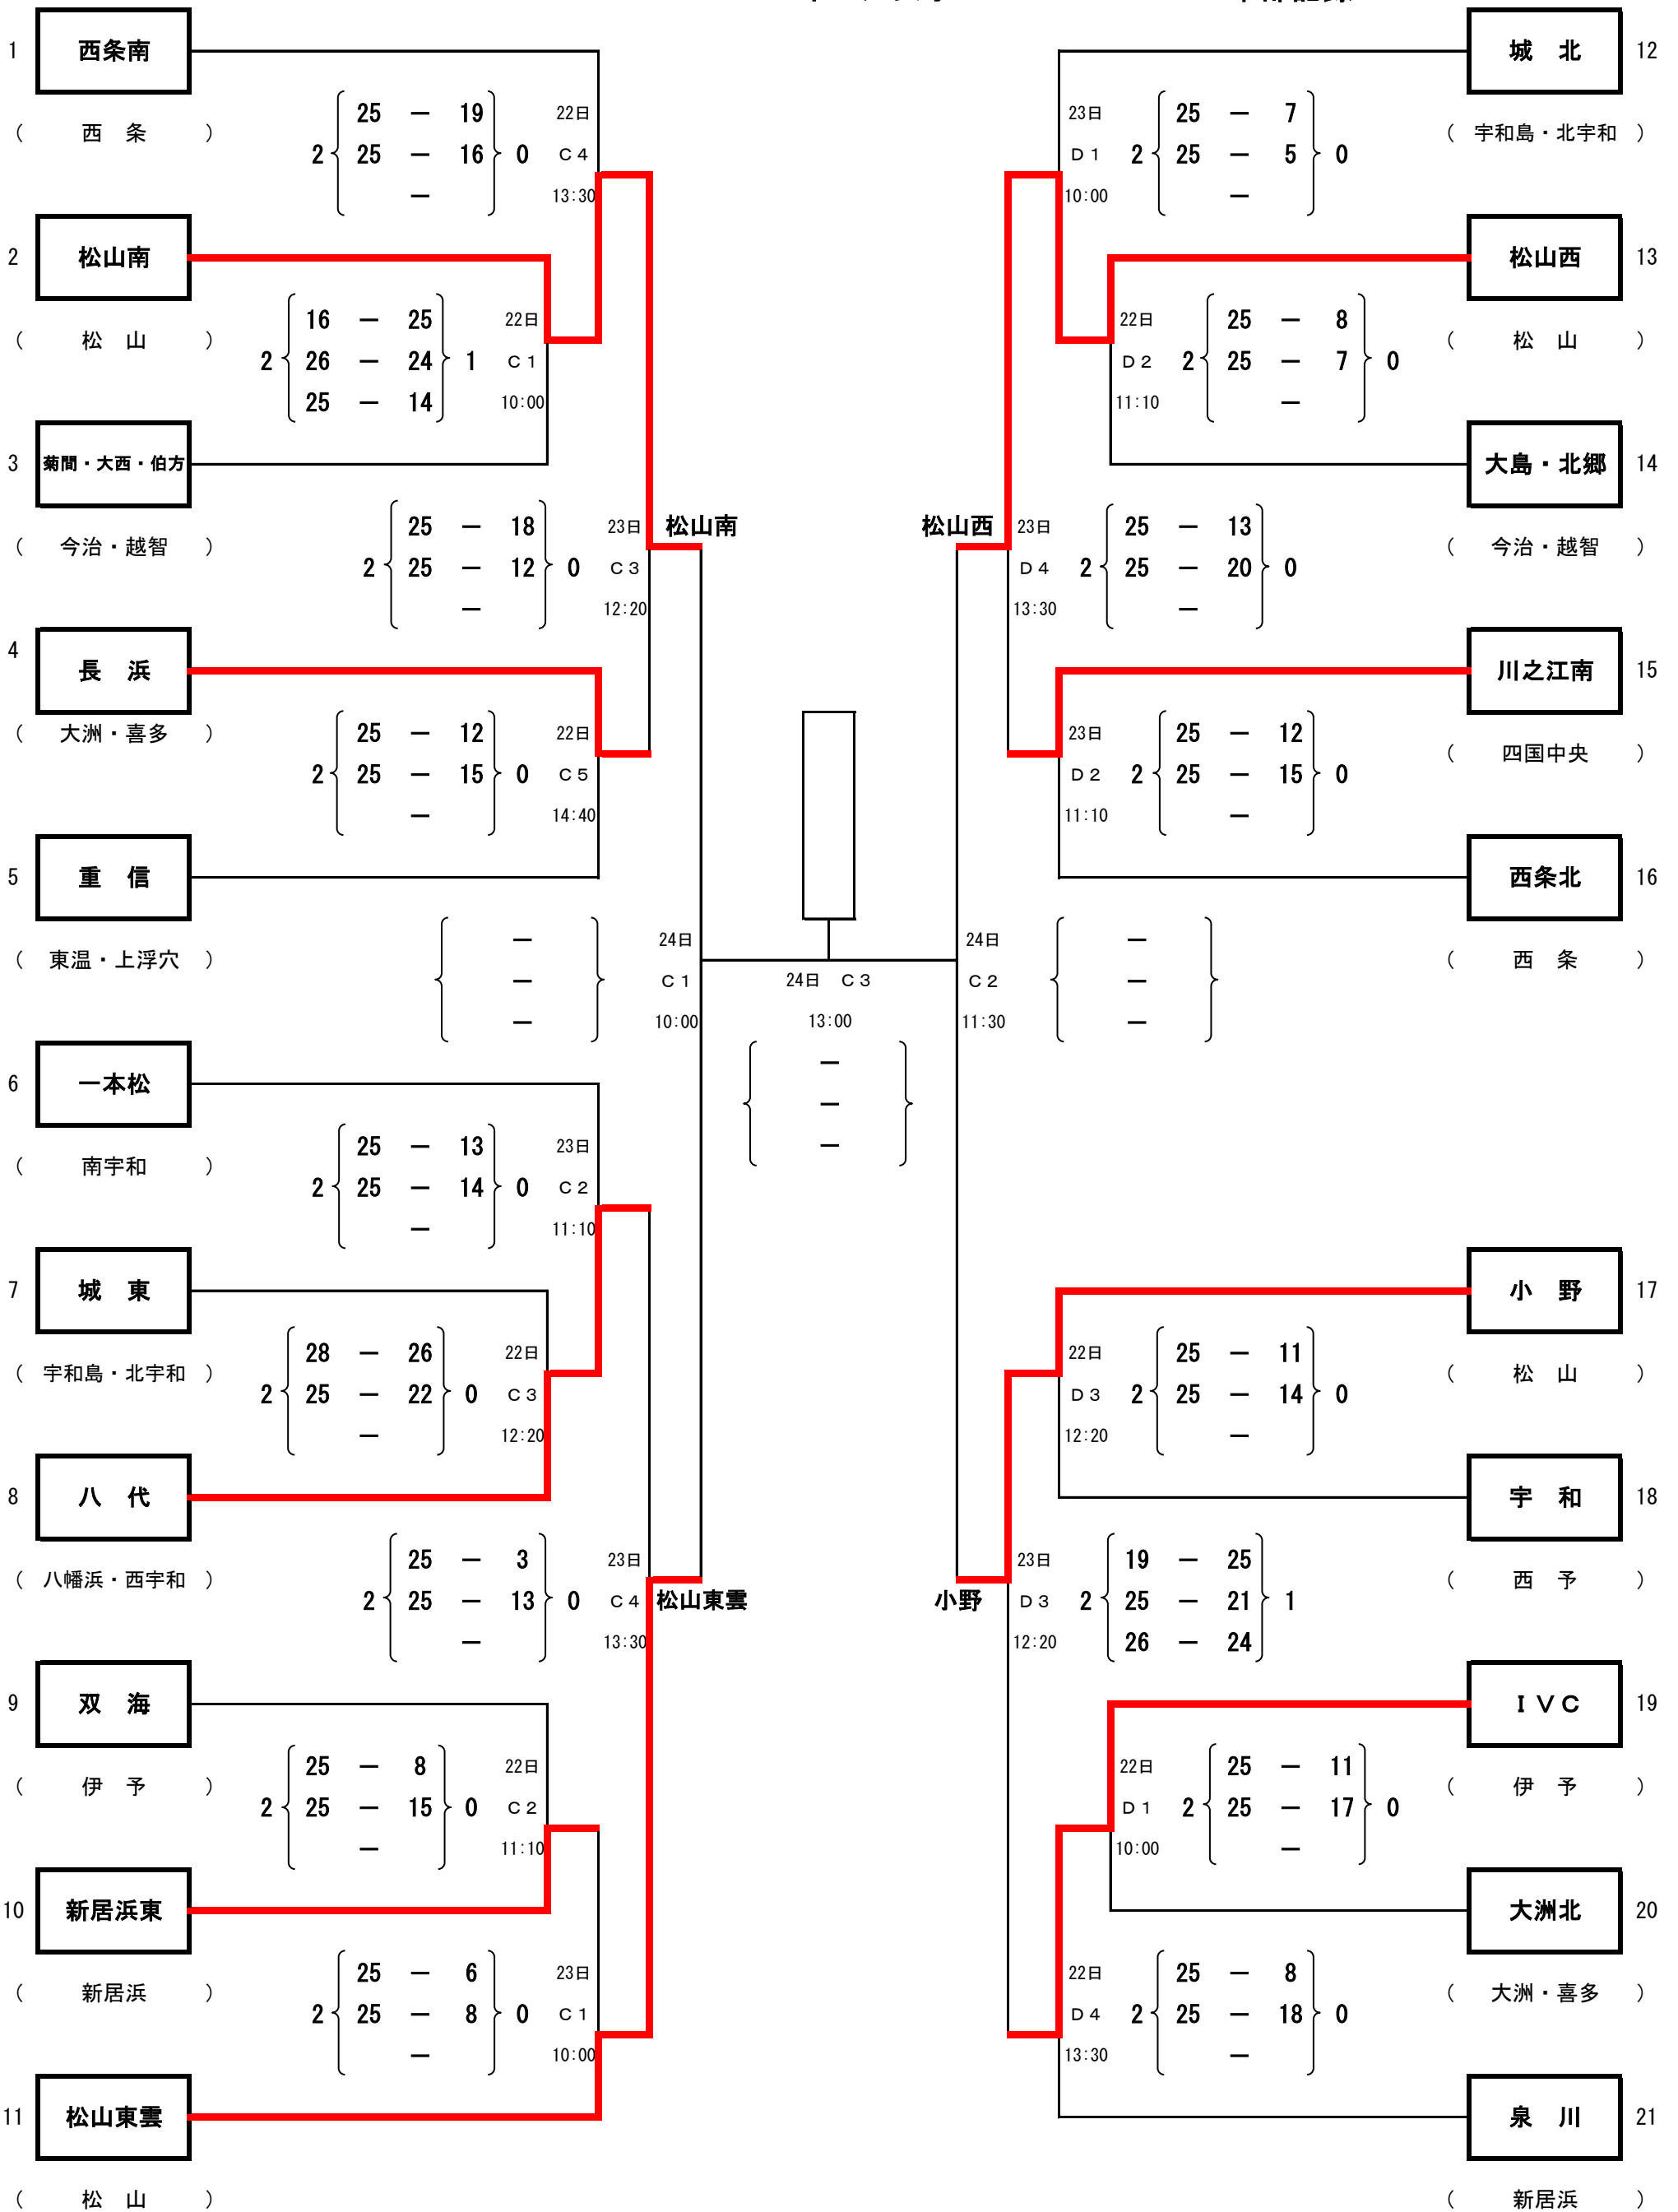 1 西条南
( 西 条 )
25 － 19
2 25 － 16 0
－
22日
C4
13:30
2 松山南
( 松 山 )
16 － 25
2 26 － 24 1
25 － 14
22日
C1
10:00
3 菊間・大西・伯方
( 今治・越智 )
25 － 18
2 25 － 12 0
－
23日
C3
12:20
松山南
4 長 浜
( 大洲・喜多 )
25 － 12
2 25 － 15 0
－
22日
C5
14:40
5 重 信
( 東温・上浮穴 )
－
－
－
24日
C1
10:00
6 一本松
( 南宇和 )
25 － 13
2 25 － 14 0
－
23日
C2
11:10
7 城 東
( 宇和島・北宇和 )
28 － 26
2 25 － 22 0
－
22日
C3
12:20
8 八 代
( 八幡浜・西宇和 )
25 － 3
2 25 － 13 0
－
23日
C4
13:30
松山東雲
9 双 海
( 伊 予 )
25 － 8
2 25 － 15 0
－
22日
C2
11:10
10 新居浜東
( 新居浜 )
25 － 6
2 25 － 8 0
－
23日
C1
10:00
11 松山東雲
( 松 山 )
24日 C3
13:00
－
－
－
城 北 12
( 宇和島・北宇和 )
23日
D1
10:00
25 － 7
2 25 － 5 0
－
松山西 13
( 松 山 )
22日
D2
11:10
25 － 8
2 25 － 7 0
－
大島・北郷 14
( 今治・越智 )
松山西
23日
D4
13:30
25 － 13
2 25 － 20 0
－
川之江南 15
( 四国中央 )
23日
D2
11:10
25 － 12
2 25 － 15 0
－
西条北 16
( 西 条 )
24日
C2
11:30
－
－
－
小 野 17
( 松 山 )
22日
D3
12:20
25 － 11
2 25 － 14 0
－
宇 和 18
( 西 予 )
小野
23日
D3
12:20
19 － 25
2 25 － 21 1
26 － 24
IVC 19
( 伊 予 )
22日
D1
10:00
25 － 11
2 25 － 17 0
－
大洲北 20
( 大洲・喜多 )
22日
D4
13:30
25 － 8
2 25 － 18 0
－
泉 川 21
( 新居浜 )